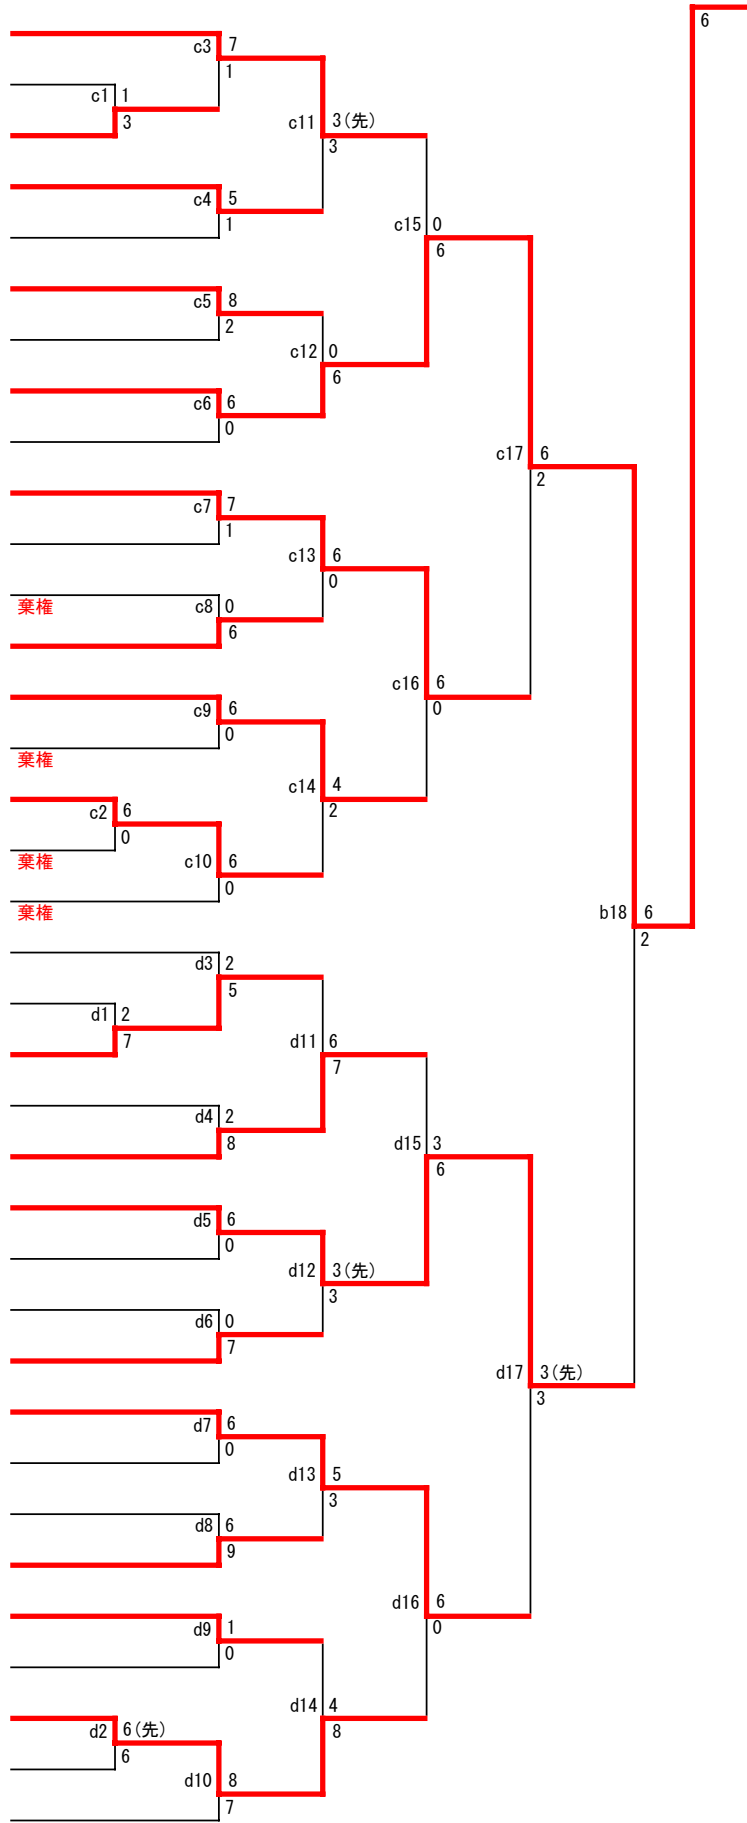 6
c3 7
1
c1 1
3
c11 3(先)
3
c4 5
1
c15 0
6
c5 8
2
c12 0
6
c6 6
0
c17 6
2
c7 7
1
c13 6
0
棄権
c8 0
6
c16 6
0
c9 6
0
棄権
c14 4
2
c2 6
0
棄権
c10 6
0
棄権
b18 6
2
d3 2
5
d1 2
7
d11 6
7
d4 2
8
d15 3
6
d5 6
0
d12 3(先)
3
d6 0
7
d17 3(先)
3
d7 6
0
d13 5
3
d8 6
9
d16 6
0
d9 1
0
d14 4
8
d2 6(先)
6
d10 8
7